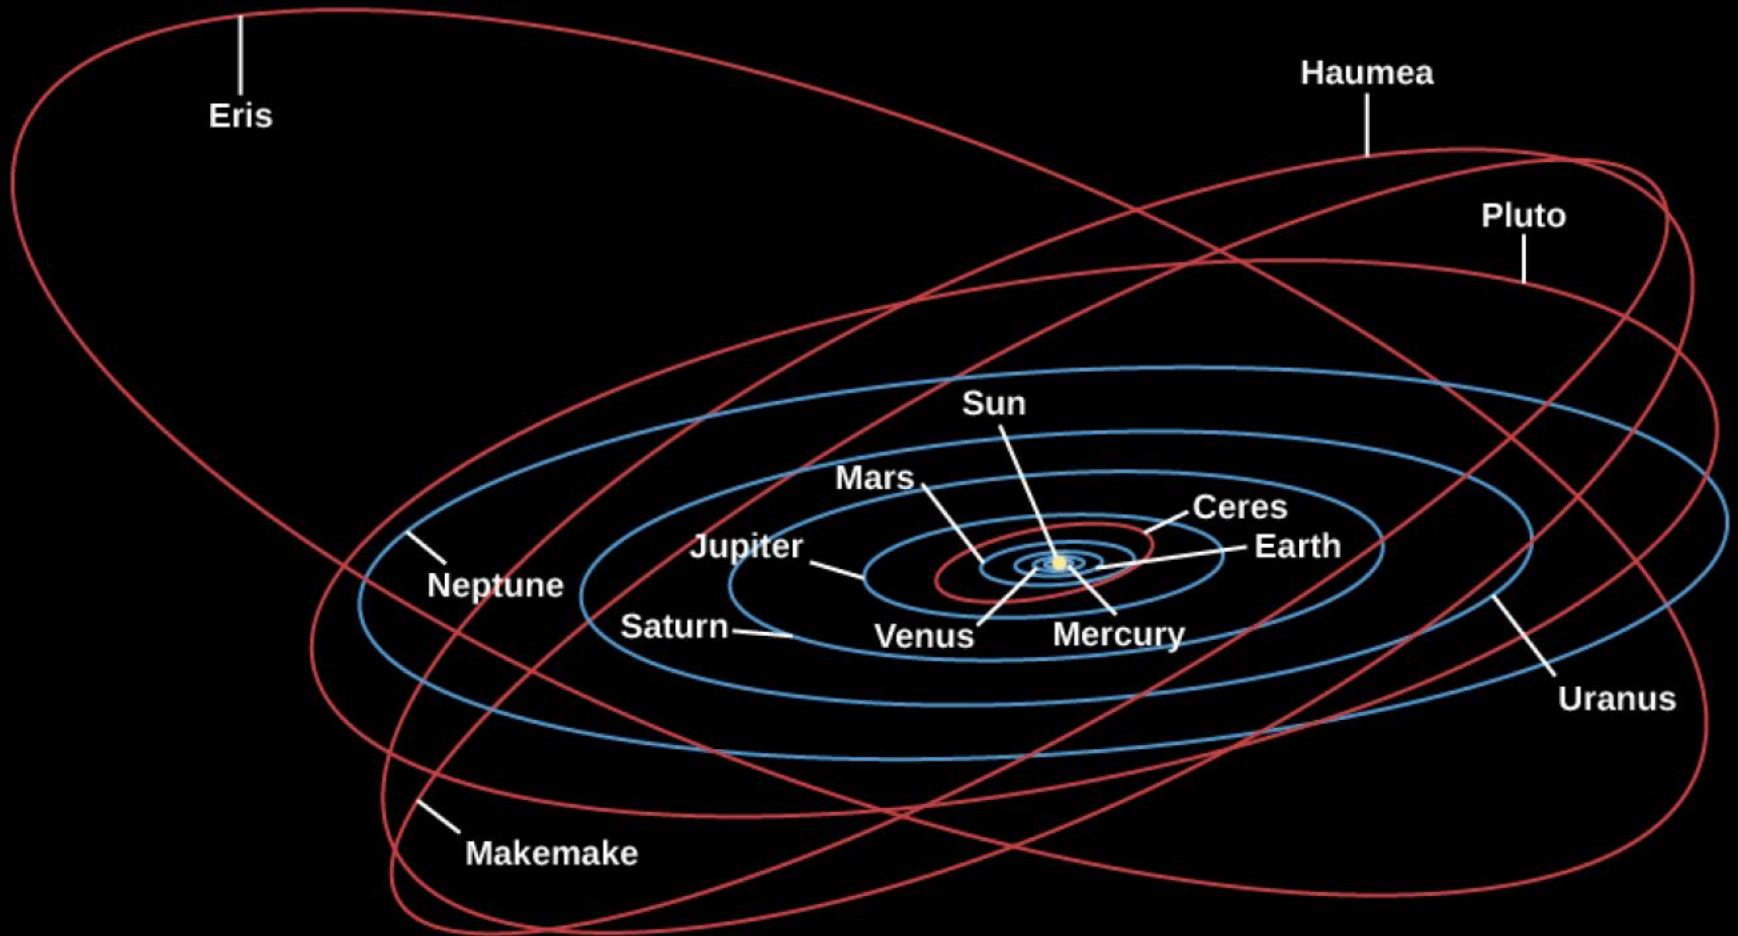 Haumea
Eris
Pluto
Sun
Mars
Ceres
Jupiter
Earth
Neptune
Saturn
Venus
Mercury
Uranus
Makemake